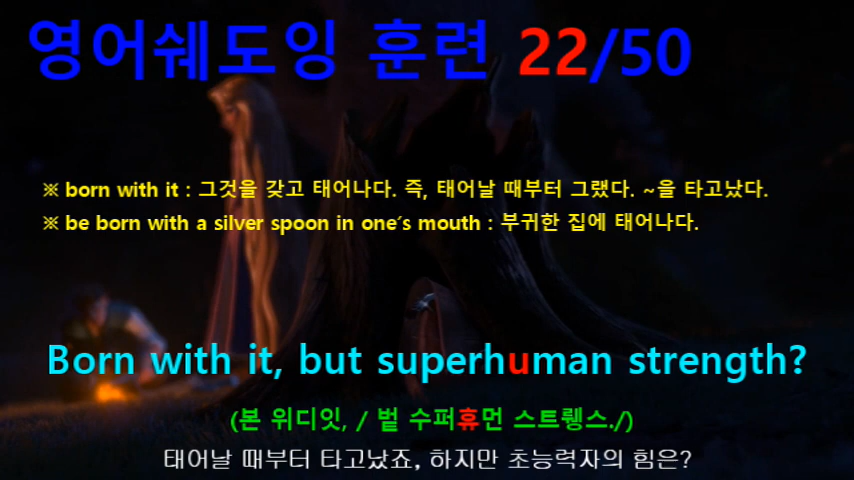 영어쉐도잉 훈련 22/50
※ born with it : 그것을 갖고 태어나다. 즉, 태어날 때부터 그랬다. ~을 타고났다.
※ be born with a silver spoon in one′s mouth : 부귀한 집에 태어나다.
Born with it, but superhuman strength?
(본 위디잇, / 벝 수퍼휴먼 스트렝스./)
태어날 때부터 타고났죠, 하지만 초능력자의 힘은?